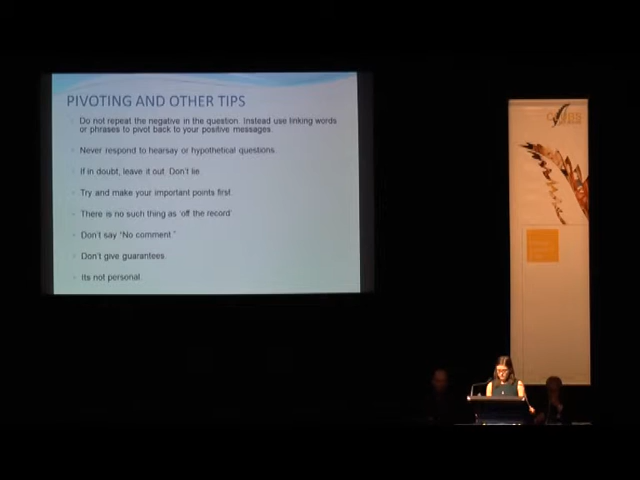 PIVOTING AND OTHER TIPS
Do not repeat the negative in the question. Instead use linking words
or phrases to pivot back to your positive messages.
Never respond to hearsay or hypothetical questions.
If in doubt, leave it out. Don't lie.
Try and make your important points first.
There is no such thing as 'off the record'
Don't say "No comment."
Don't give guarantees.
Its not personal.